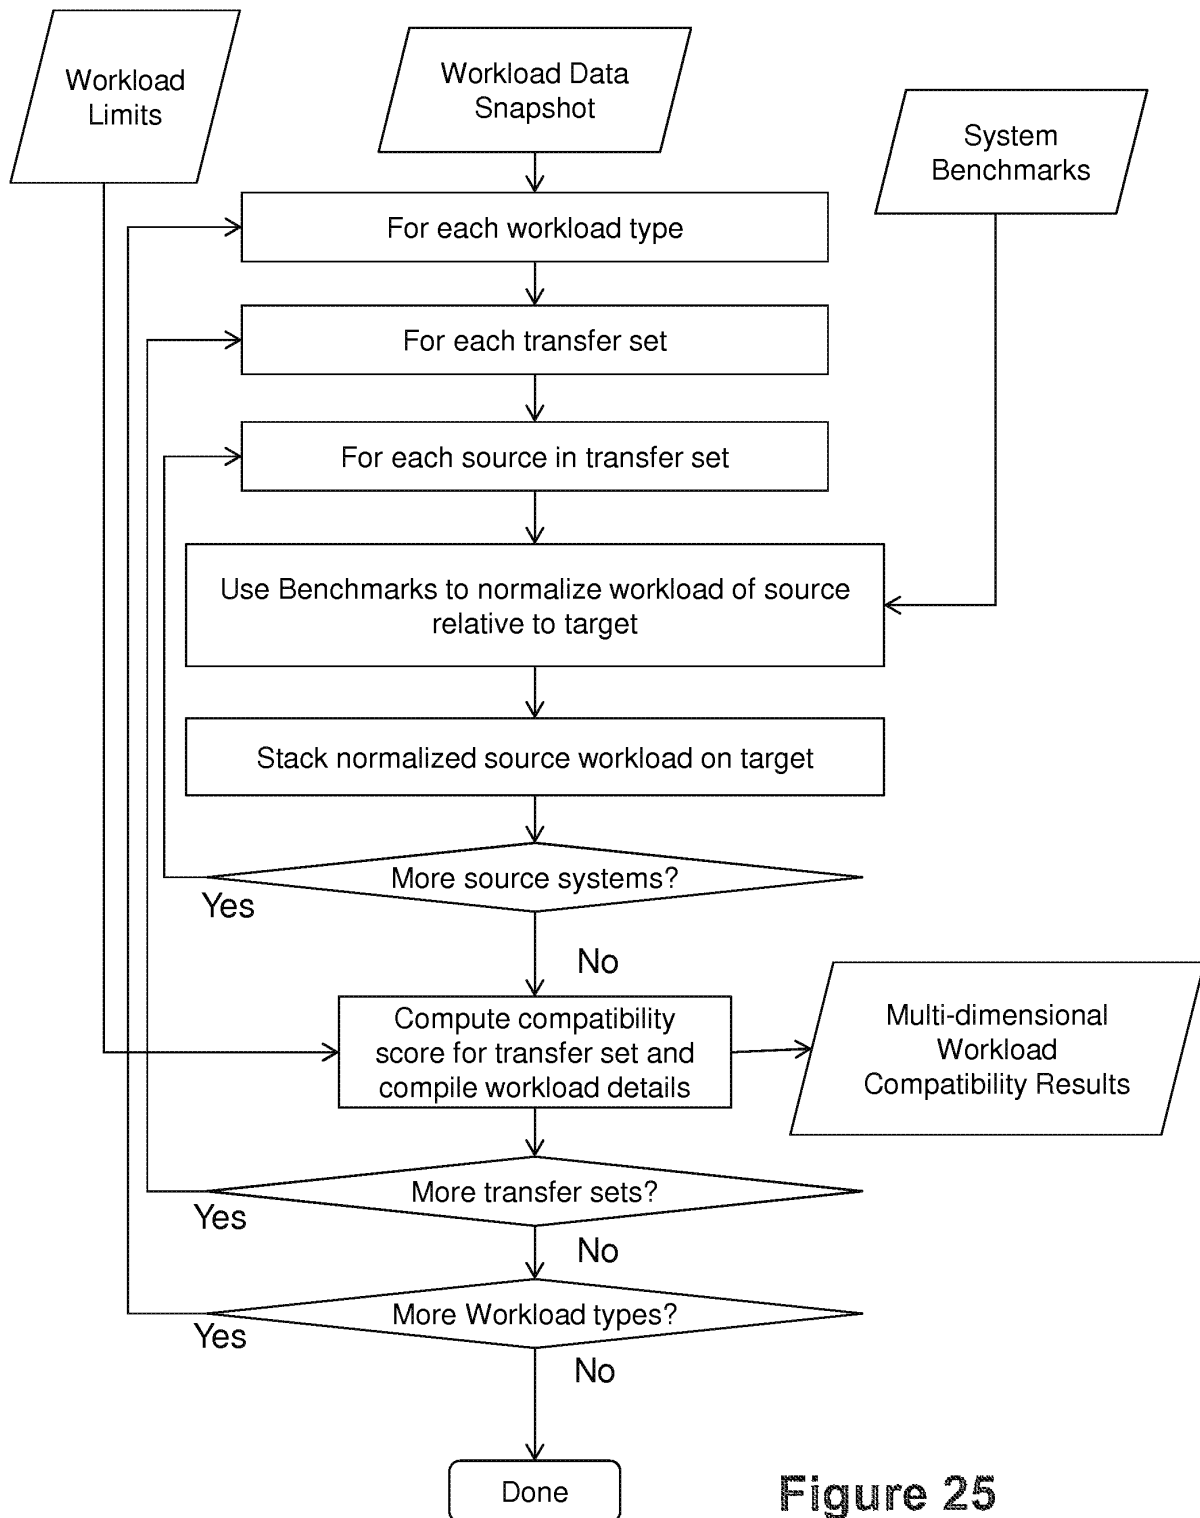 Workload
Limits
Workload Data
Snapshot
System
Benchmarks
For each workload type
For each transfer set
For each source in transfer set
Use Benchmarks to normalize workload of source
relative to target
Stack normalized source workload on target
More source systems?
Yes
No
Compute compatibility
score for transfer set and
compile workload details
Multi-dimensional
Workload
Compatibility Results
More transfer sets?
Yes
No
More Workload types?
Yes
No
Done
Figure 25